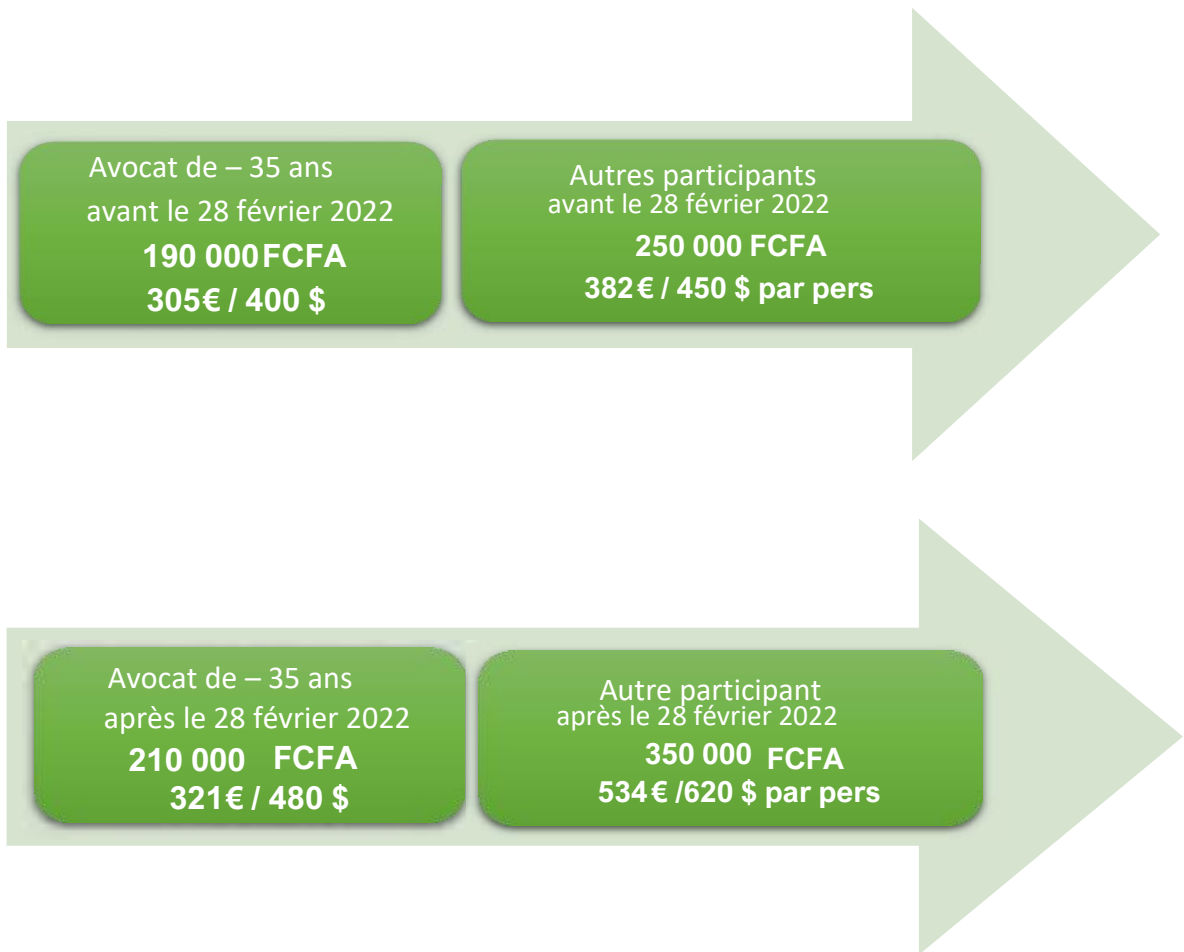 Avocat de – 35 ans
avant le 28 février 2022
190 000 FCFA
305€ / 400 $
Autres participants
avant le 28 février 2022
250 000 FCFA
382€ / 450 $ par pers
Avocat de – 35 ans
après le 28 février 2022
210 000 FCFA
321€ / 480 $
Autre participant
après le 28 février 2022
350 000 FCFA
534€ /620 $ par pers